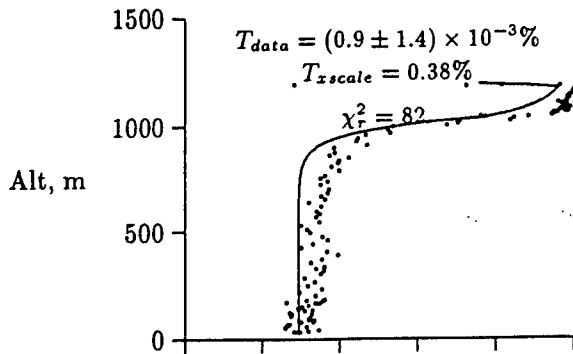 1500
T_data = (0.9 ± 1.4) × 10^-3%
T_xscale = 0.38%
χ_r^2 = 82
1000
Alt, m
500
0